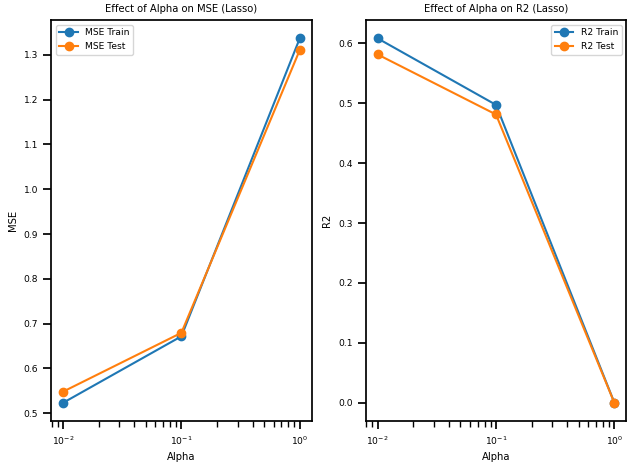 Effect of Alpha on MSE (Lasso)
MSE Train
MSE Test
1.3
1.2
1.1
1.0
0.9
0.8
0.7
0.6
0.5
MSE
10⁻²
10⁻¹
10⁰
Alpha
Effect of Alpha on R2 (Lasso)
R2 Train
R2 Test
0.6
0.5
0.4
0.3
0.2
0.1
0.0
R2
10⁻²
10⁻¹
10⁰
Alpha